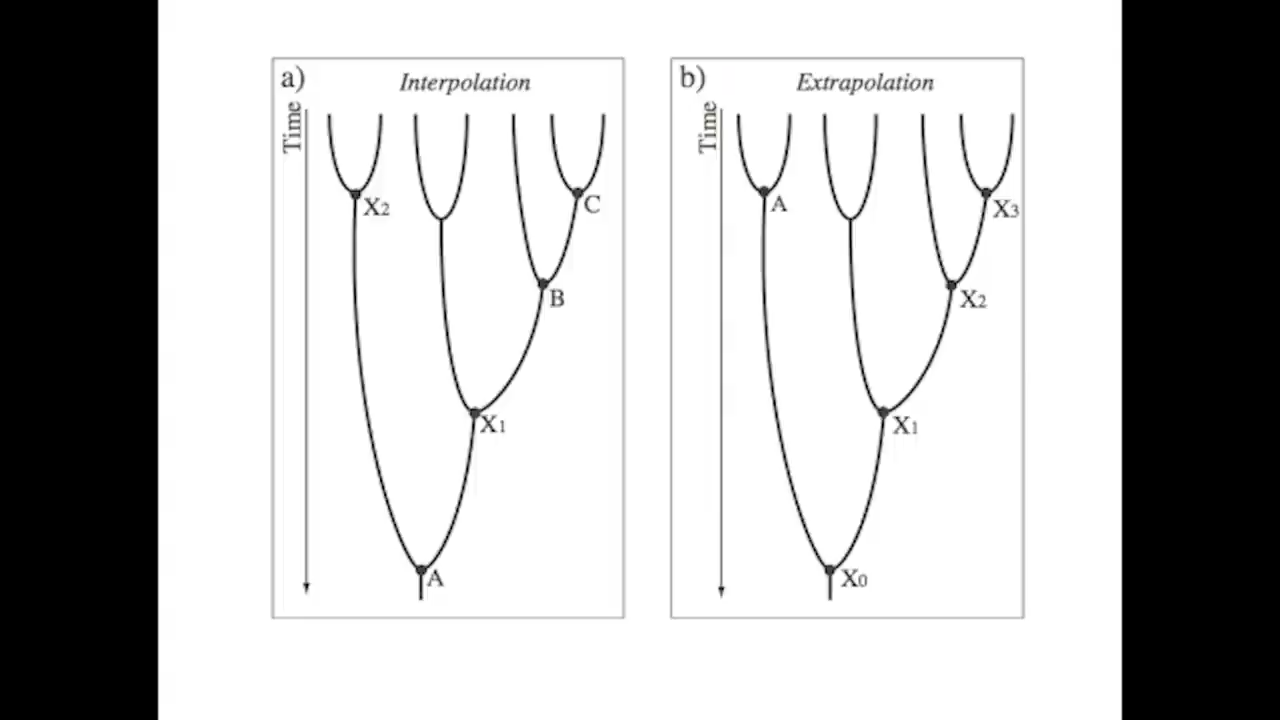 a)
Interpolation
Time
X2
C
B
X1
A
b)
Extrapolation
Time
A
X3
X2
X1
X0